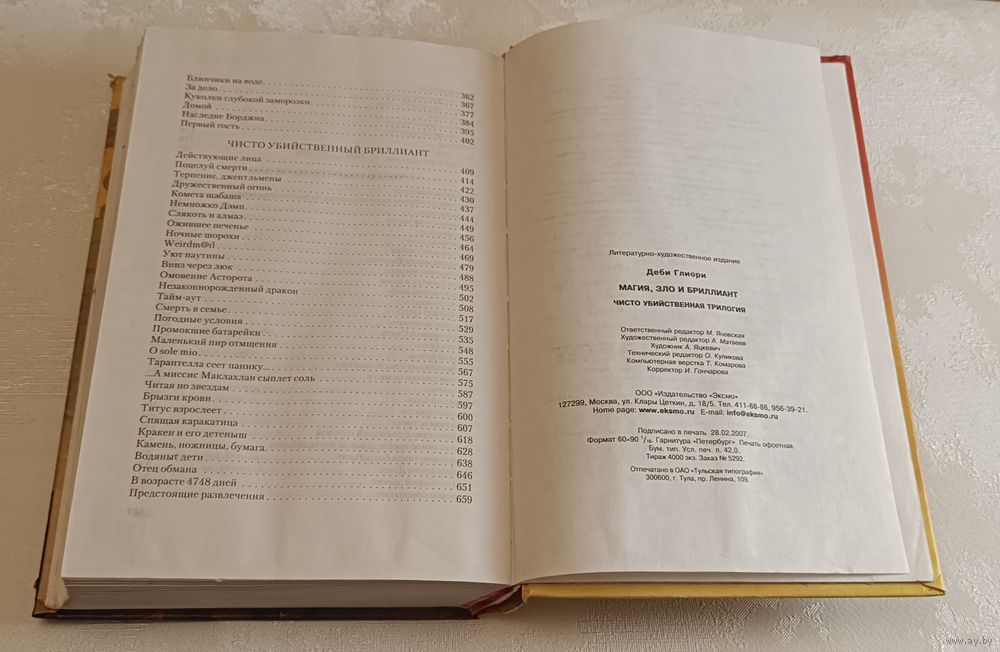 Блинчики на воде. 362
За дело. 367
Куколки глубокой заморозки. 377
Домой 384
Наследие Борджиа. 395
Первый гость 402
ЧИСТО УБИЙСТВЕННЫЙ БРИЛЛИАНТ
Действующие лица 409
Поцелуй смерти 414
Терпение, джентльмены 422
Дружественный огонь 430
Комета шабаша 437
Немножко Дэмп 444
Слякоть и алмаз 449
Ожившее печенье 456
Ночные шорохи 464
Weirdm@il 469
Уют паутины 479
Вниз через люк 488
Омовение Асторота 495
Незаконнорожденный дракон 502
Тайм-аут 508
Смерть в семье 517
Погодные условия 529
Промокшие батарейки 535
Маленький пир отмщения 548
O sole mio 555
Тарантелла сеет панику... 567
...А миссис Маклахлан сыплет соль 575
Читая по звездам 587
Брызги крови 597
Титус взрослеет 600
Спящая каракатица 607
Кракен и его детеныш 618
Камень, ножницы, бумага. 628
Водяныt дети 638
Отец обмана 646
В возрасте 4748 дней 651
Предстоящие развлечения 659
Литературно-художественное издание
Деби Глиори
МАГИЯ, ЗЛО И БРИЛЛИАНТ
ЧИСТО УБИЙСТВЕННАЯ ТРИЛОГИЯ
Ответственный редактор М. Яновская
Художественный редактор А. Матвеев
Художник А. Яцкевич
Технический редактор О. Куликова
Компьютерная верстка Т. Комарова
Корректор И. Гончарова
ООО «Издательство «Эксмо»
127299, Москва, ул. Клары Цеткин, д. 18/5. Тел. 411-68-86, 956-39-21.
Home page: www.eksmo.ru E-mail: info@eksmo.ru
Подписано в печать 28.02.2007.
Формат 60×90 1/16. Гарнитура «Петербург». Печать офсетная.
Бум. тип. Усл. печ. л. 42,0.
Тираж 4000 экз. Заказ № 5292.
Отпечатано в ОАО «Тульская типография».
300600, г. Тула, пр. Ленина, 109.
www.ay.by